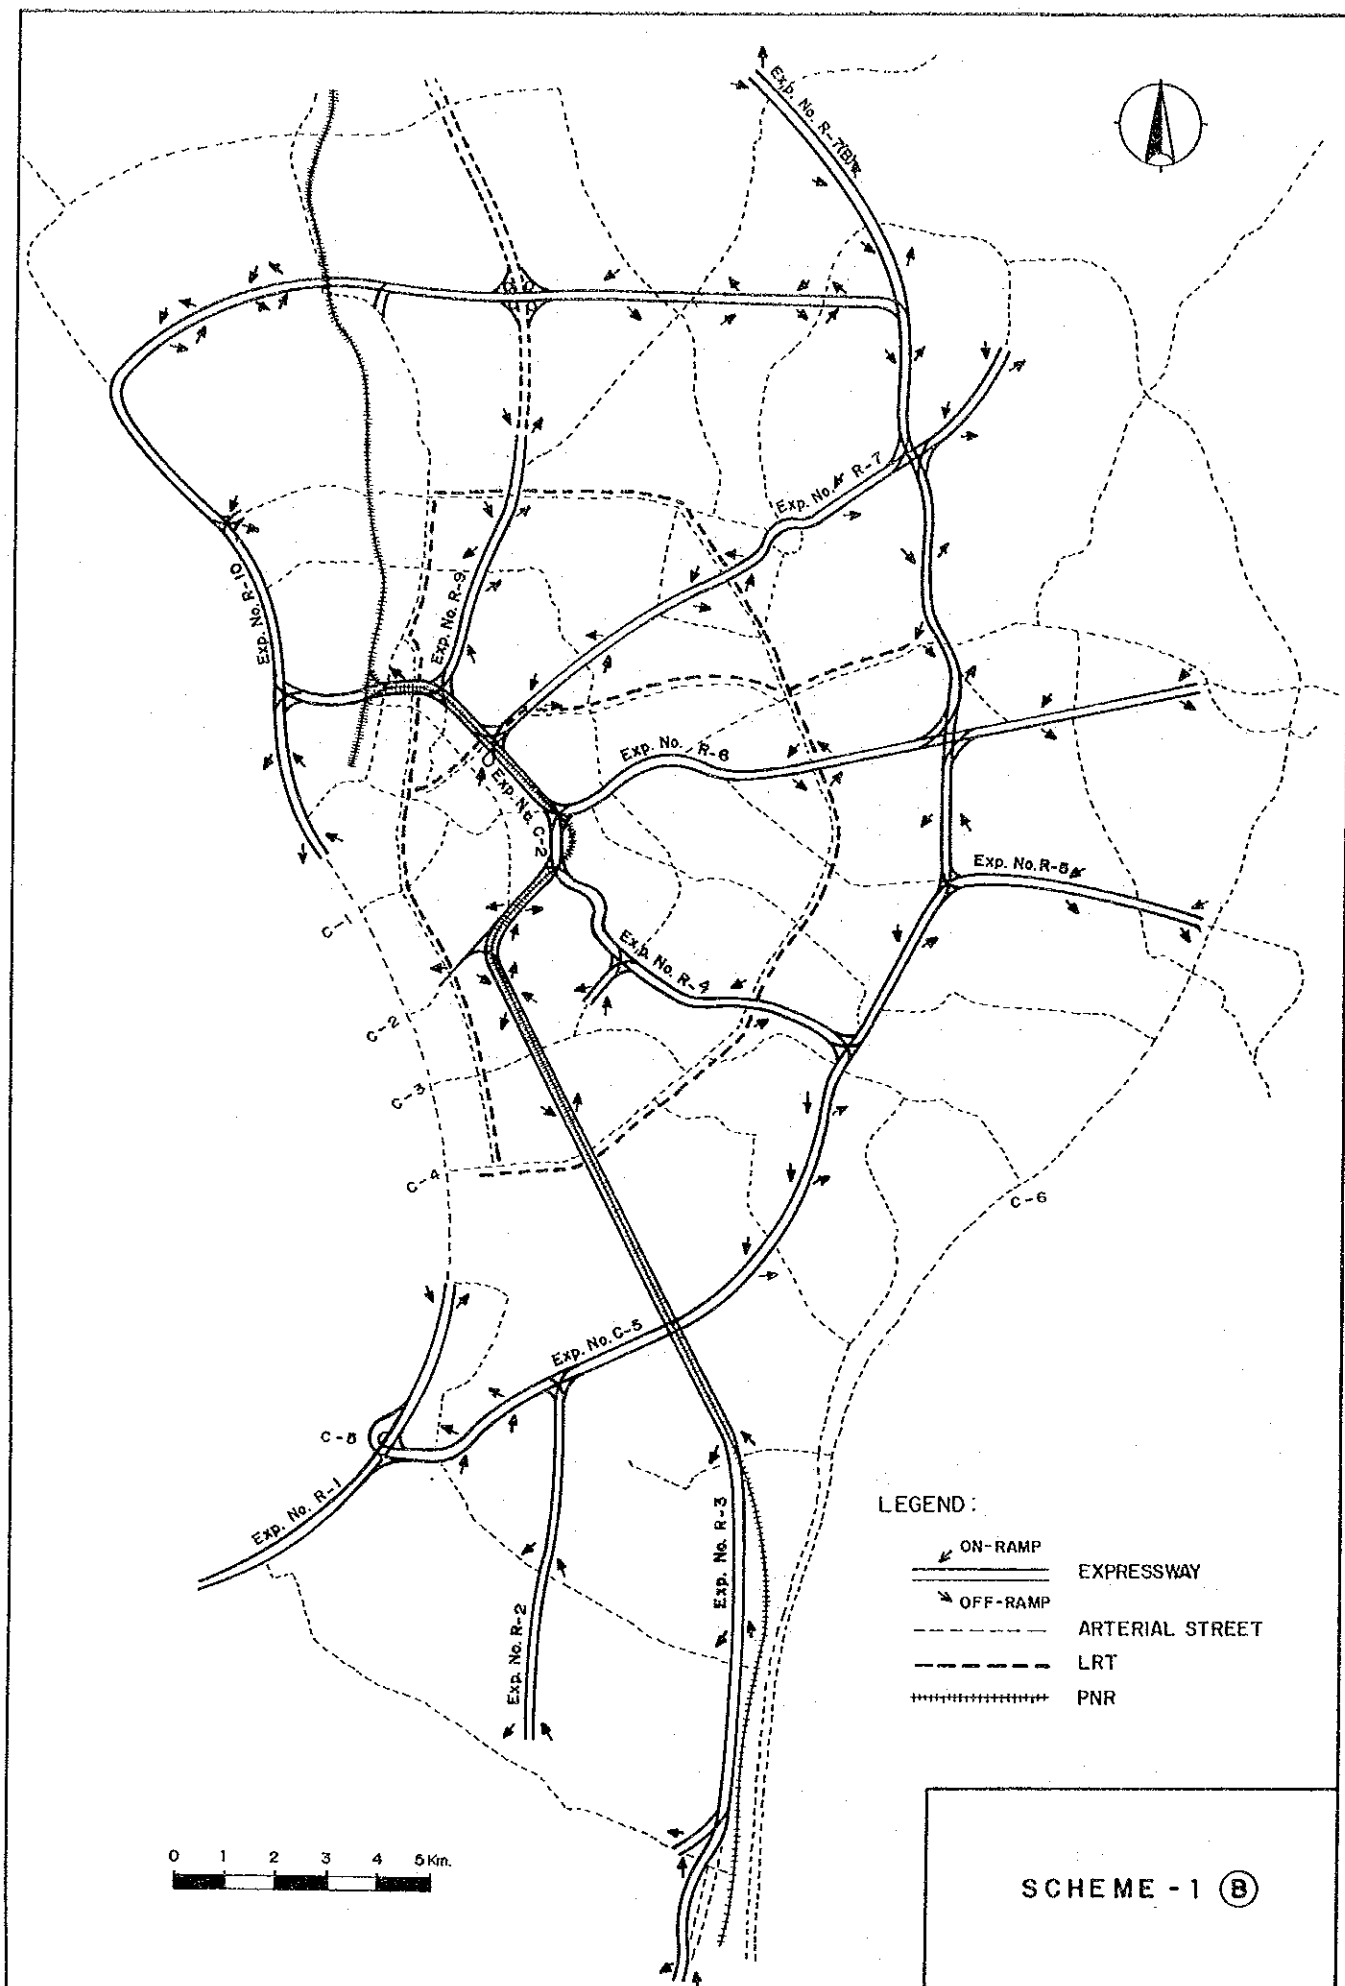 Exp. No. R-7(B)
Exp. No. R-7
Exp. No. R-10
Exp. No. R-9
Exp. No. R-6
Exp. No. C-2
Exp. No. R-5
C-1
Exp. No. R-4
C-2
C-3
C-4
C-6
Exp. No. C-5
C-5
Exp. No. R-1
Exp. No. R-3
Exp. No. R-2
LEGEND:
ON-RAMP
EXPRESSWAY
OFF-RAMP
ARTERIAL STREET
LRT
PNR
0 1 2 3 4 5 Km.
SCHEME - 1 Ⓑ